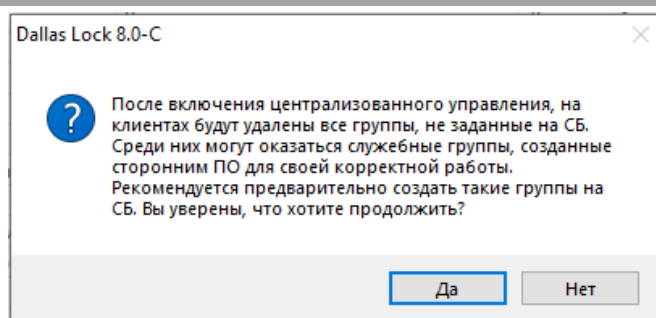 Dallas Lock 8.0-C
После включения централизованного управления, на
клиентах будут удалены все группы, не заданные на СБ.
Среди них могут оказаться служебные группы, созданные
сторонним ПО для своей корректной работы.
Рекомендуется предварительно создать такие группы на
СБ. Вы уверены, что хотите продолжить?
Да
Нет